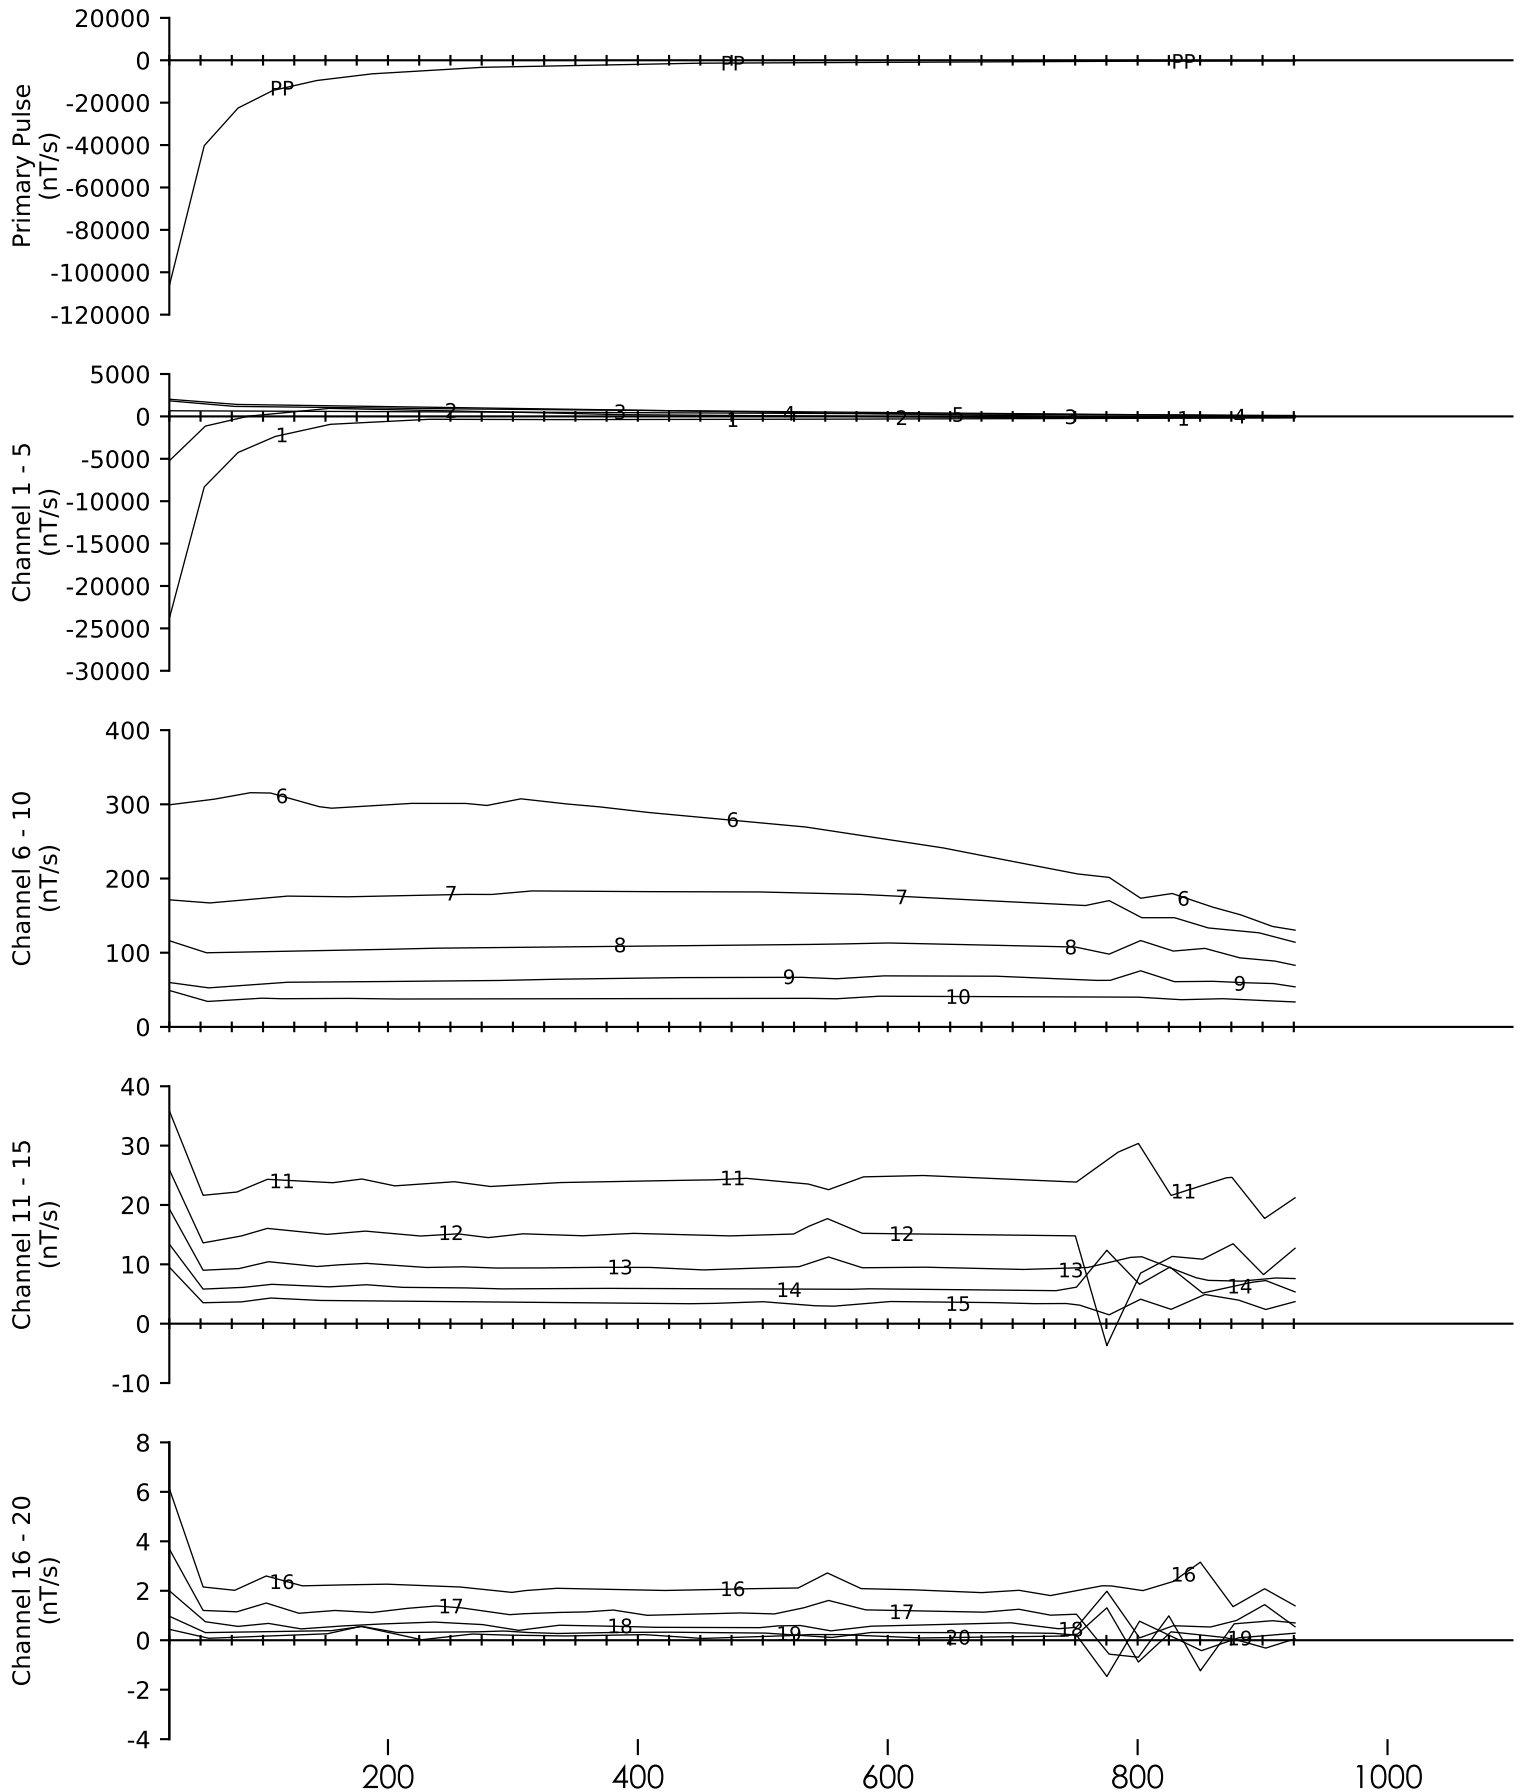 20000
0
-20000
-40000
-60000
-80000
-100000
-120000
Primary Pulse
(nT/s)
PP PP PP
5000
0
-5000
-10000
-15000
-20000
-25000
-30000
Channel 1 - 5
(nT/s)
1 2 3 1 4 2 5 3 1 4
400
300
200
100
0
Channel 6 - 10
(nT/s)
6 6 6
7 7
8 8
9 9
10
40
30
20
10
0
-10
Channel 11 - 15
(nT/s)
11 11 11
12 12
13 13
14 14
15
8
6
4
2
0
-2
-4
Channel 16 - 20
(nT/s)
16 16 16
17 17
18 18
19 19
20
200 400 600 800 1000